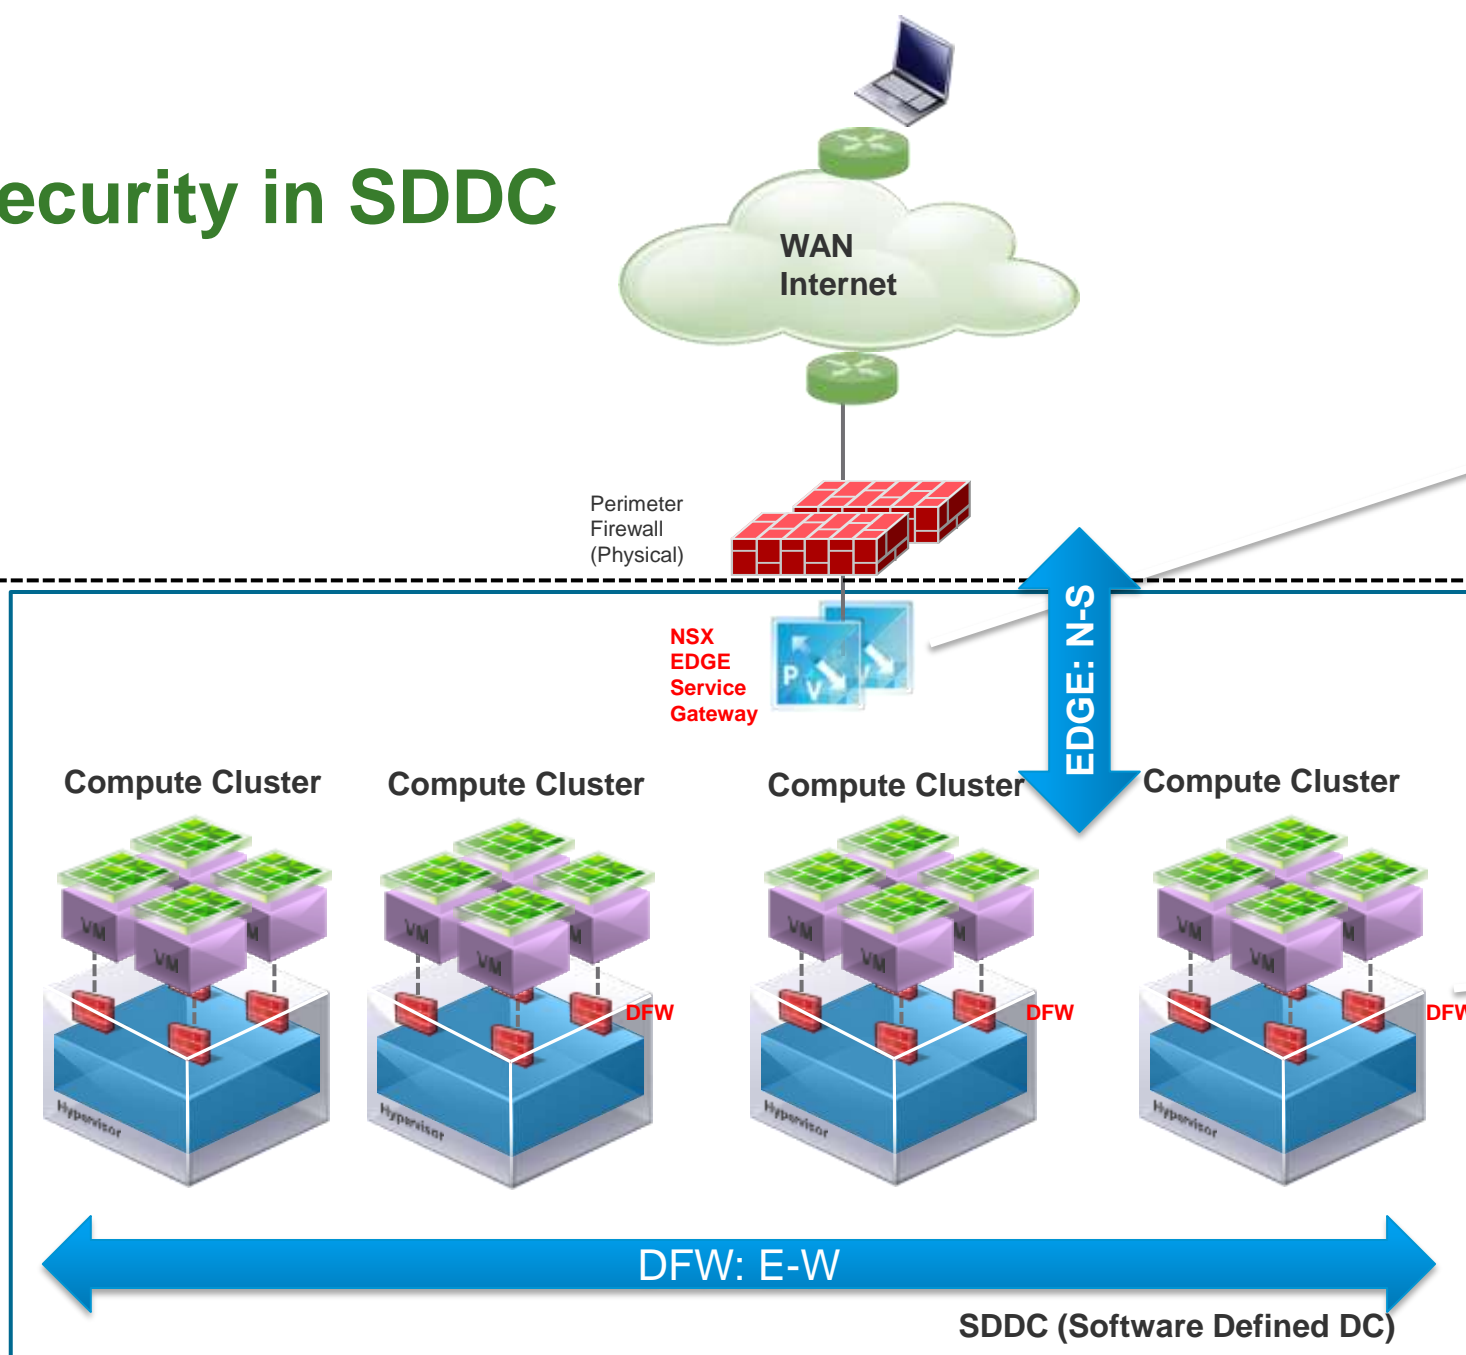 ecurity in SDDC
WAN
Internet
Perimeter
Firewall
(Physical)
NSX
EDGE
Service
Gateway
P
V
V
EDGE: N-S
Compute Cluster
Compute Cluster
Compute Cluster
Compute Cluster
VM
VM
M
VM
VM
M
VM
VM
M
VM
VM
M
DFW
DFW
DFW
Hypervisor
Hypervisor
Hypervisor
Hypervisor
DFW: E-W
SDDC (Software Defined DC)